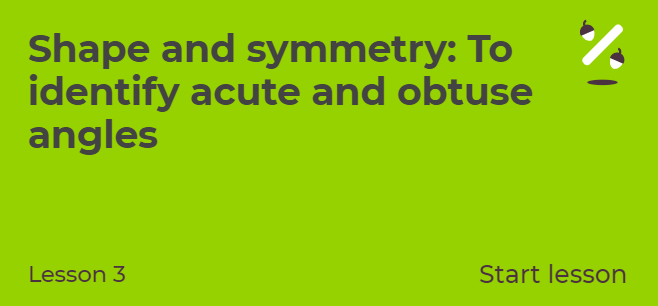 Shape and symmetry: To
identify acute and obtuse
angles
Lesson 3
Start lesson